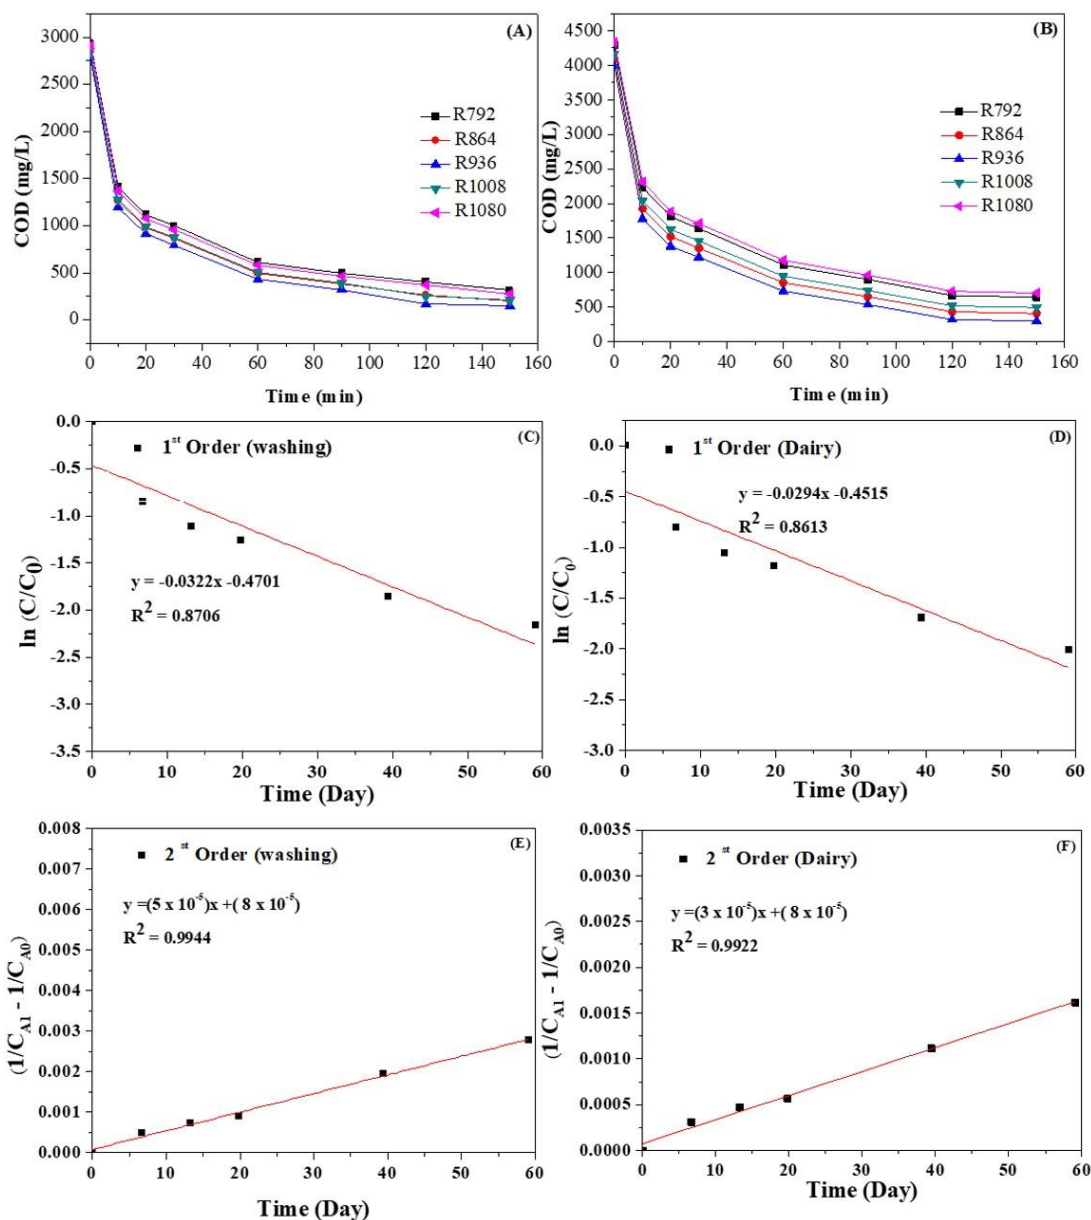 (A)
3000
2500
2000
1500
1000
500
0
COD (mg/L)
R792
R864
R936
R1008
R1080
0 20 40 60 80 100 120 140 160
Time (min)
(B)
4500
4000
3500
3000
2500
2000
1500
1000
500
0
COD (mg/L)
R792
R864
R936
R1008
R1080
0 20 40 60 80 100 120 140 160
Time (min)
(C)
0.0
-0.5
-1.0
-1.5
-2.0
-2.5
-3.0
-3.5
ln (C/C0)
1st Order (washing)
y = -0.0322x -0.4701
R2 = 0.8706
0 10 20 30 40 50 60
Time (Day)
(D)
0.0
-0.5
-1.0
-1.5
-2.0
-2.5
-3.0
ln (C/C0)
1st Order (Dairy)
y = -0.0294x -0.4515
R2 = 0.8613
0 10 20 30 40 50 60
Time (Day)
(E)
0.008
0.007
0.006
0.005
0.004
0.003
0.002
0.001
0.000
(1/CA1 - 1/CA0)
2 st Order (washing)
y =(5 x 10-5)x +( 8 x 10-5)
R2 = 0.9944
0 10 20 30 40 50 60
Time (Day)
(F)
0.0035
0.0030
0.0025
0.0020
0.0015
0.0010
0.0005
0.0000
(1/CA1 - 1/CA0)
2 st Order (Dairy)
y =(3 x 10-5)x +( 8 x 10-5)
R2 = 0.9922
0 10 20 30 40 50 60
Time (Day)